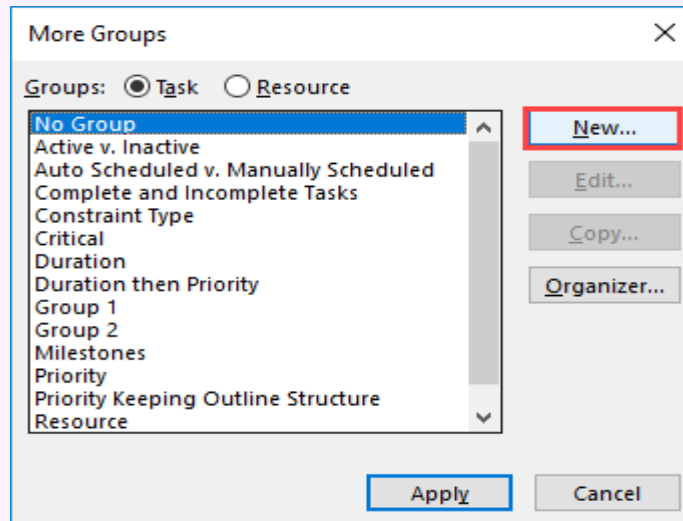 More Groups
Groups: Task Resource
No Group
Active v. Inactive
Auto Scheduled v. Manually Scheduled
Complete and Incomplete Tasks
Constraint Type
Critical
Duration
Duration then Priority
Group 1
Group 2
Milestones
Priority
Priority Keeping Outline Structure
Resource
New...
Edit...
Copy...
Organizer...
Apply Cancel